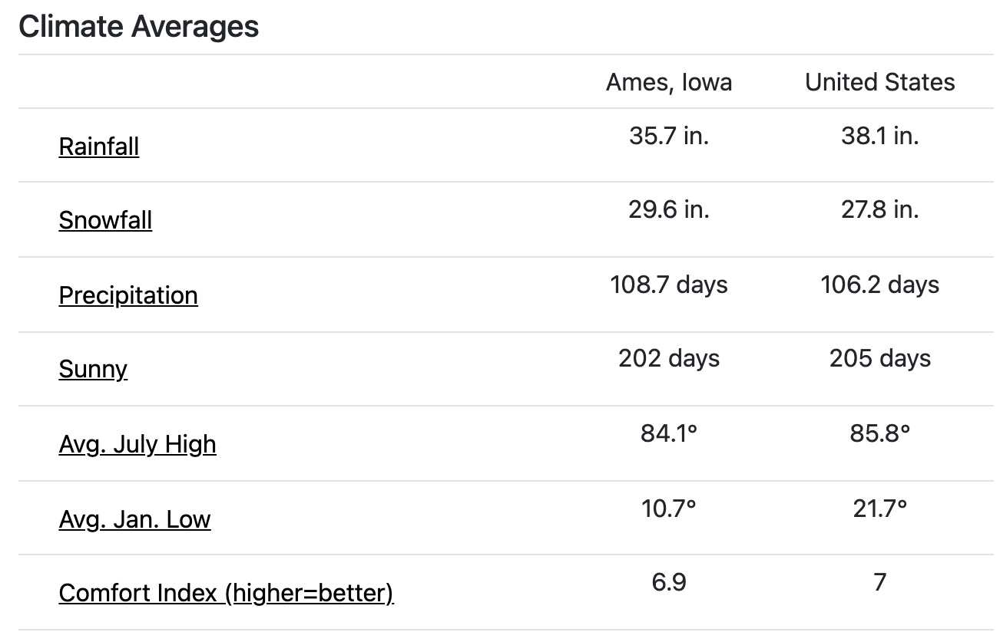 Climate Averages
Ames, Iowa United States
Rainfall 35.7 in. 38.1 in.
Snowfall 29.6 in. 27.8 in.
Precipitation 108.7 days 106.2 days
Sunny 202 days 205 days
Avg. July High 84.1° 85.8°
Avg. Jan. Low 10.7° 21.7°
Comfort Index (higher=better) 6.9 7